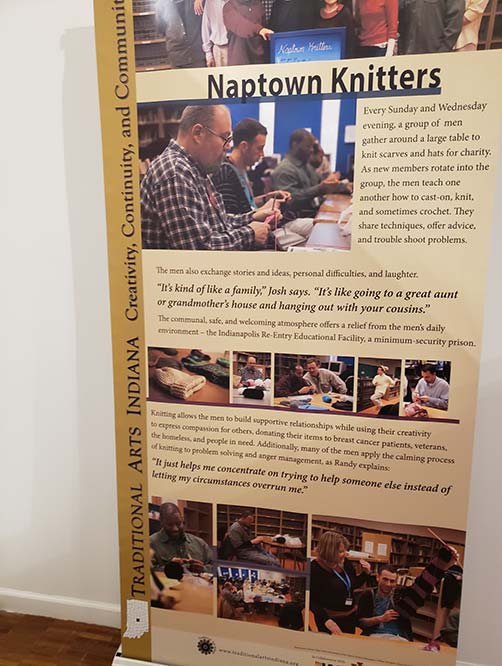 Naptown Knitters
Naptown Knitters
Every Sunday and Wednesday
evening, a group of men
gather around a large table to
knit scarves and hats for charity.
As new members rotate into the
group, the men teach one
another how to cast-on, knit,
and sometimes crochet. They
share techniques, offer advice,
and trouble shoot problems.
The men also exchange stories and ideas, personal difficulties, and laughter.
"It's kind of like a family," Josh says. "It's like going to a great aunt
or grandmother's house and hanging out with your cousins."
The communal, safe, and welcoming atmosphere offers a relief from the men's daily
environment – the Indianapolis Re-Entry Educational Facility, a minimum-security prison.
Knitting allows the men to build supportive relationships while using their creativity
to express compassion for others, donating their items to breast cancer patients, veterans,
the homeless, and people in need. Additionally, many of the men apply the calming process
of knitting to problem solving and anger management, as Randy explains:
"It just helps me concentrate on trying to help someone else instead of
letting my circumstances overrun me."
www.traditionalartsindiana.org
Traditional Arts Indiana Creativity, Continuity, and Communit